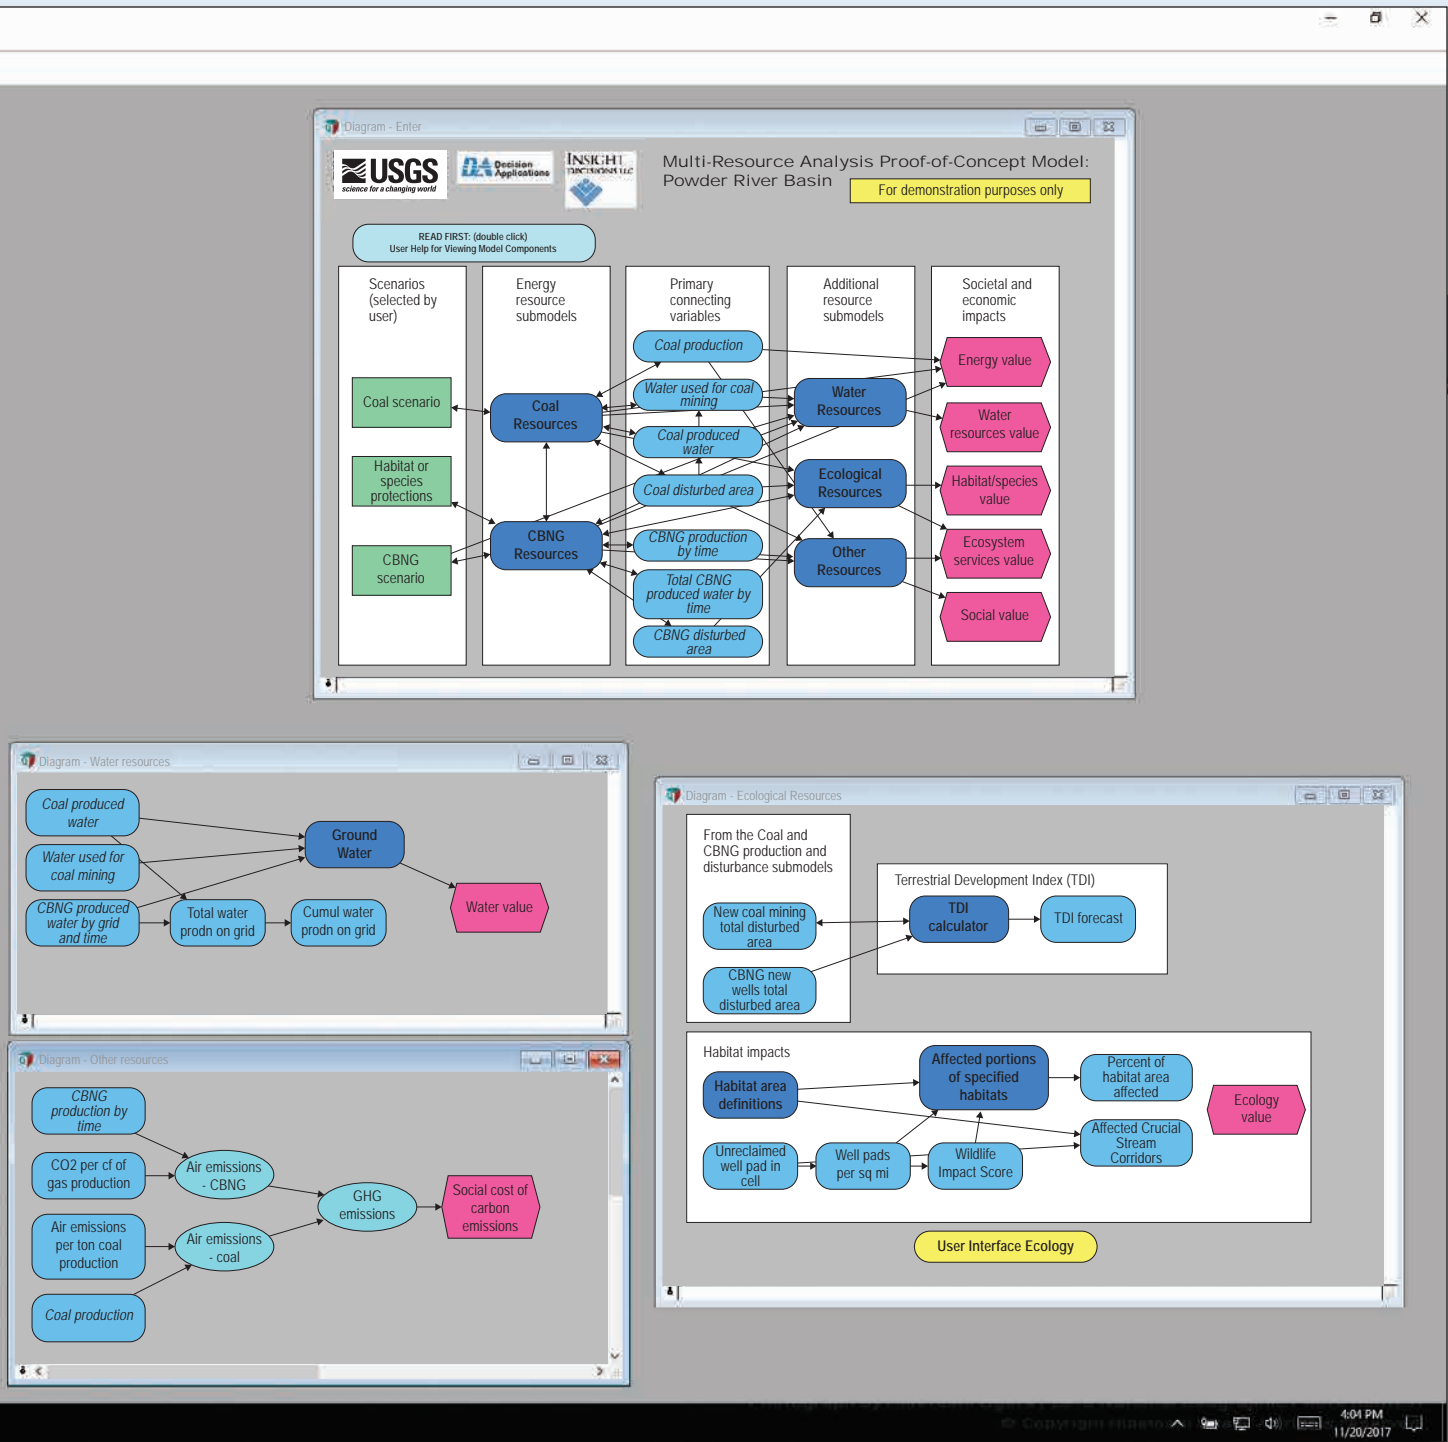 Diagram - Enter
USGS
science for a changing world
DA Decision
Applications
INSIGHT
DECISIONS LLC
Multi-Resource Analysis Proof-of-Concept Model:
Powder River Basin
For demonstration purposes only
READ FIRST: (double click)
User Help for Viewing Model Components
Scenarios
(selected by
user)
Coal scenario
Habitat or
species
protections
CBNG
scenario
Energy
resource
submodels
Coal
Resources
CBNG
Resources
Primary
connecting
variables
Coal production
Water used for coal
mining
Coal produced
water
Coal disturbed area
CBNG production
by time
Total CBNG
produced water by
time
CBNG disturbed
area
Additional
resource
submodels
Water
Resources
Ecological
Resources
Other
Resources
Societal and
economic
impacts
Energy value
Water
resources value
Habitat/species
value
Ecosystem
services value
Social value
Diagram - Water resources
Coal produced
water
Water used for
coal mining
CBNG produced
water by grid
and time
Ground
Water
Total water
prodn on grid
Cumul water
prodn on grid
Water value
Diagram - Other resources
CBNG
production by
time
CO2 per cf of
gas production
Air emissions
per ton coal
production
Coal production
Air emissions
- CBNG
Air emissions
- coal
GHG
emissions
Social cost of
carbon
emissions
Diagram - Ecological Resources
From the Coal and
CBNG production and
disturbance submodels
New coal mining
total disturbed
area
CBNG new
wells total
disturbed area
Terrestrial Development Index (TDI)
TDI
calculator
TDI forecast
Habitat impacts
Habitat area
definitions
Affected portions
of specified
habitats
Percent of
habitat area
affected
Unreclaimed
well pad in
cell
Well pads
per sq mi
Wildlife
Impact Score
Affected Crucial
Stream
Corridors
Ecology
value
User Interface Ecology
4:04 PM
11/20/2017